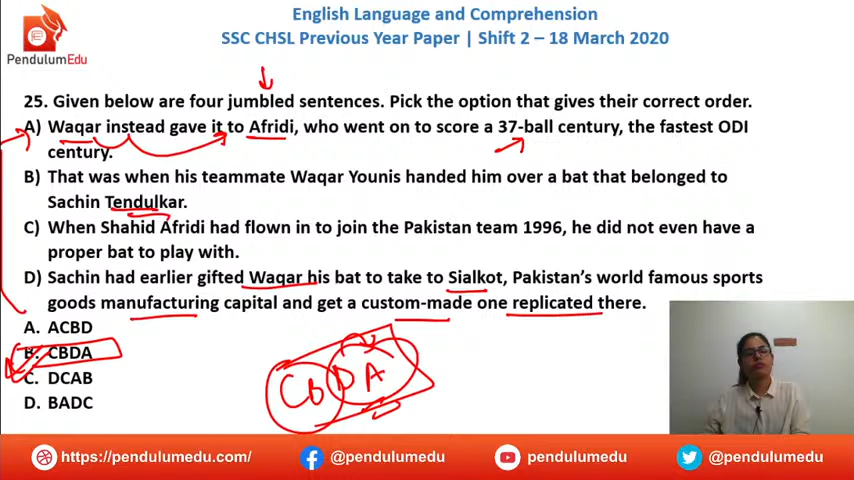 English Language and Comprehension
SSC CHSL Previous Year Paper | Shift 2 – 18 March 2020
PendulumEdu
25. Given below are four jumbled sentences. Pick the option that gives their correct order.
A) Waqar instead gave it to Afridi, who went on to score a 37-ball century, the fastest ODI
century.
B) That was when his teammate Waqar Younis handed him over a bat that belonged to
Sachin Tendulkar.
C) When Shahid Afridi had flown in to join the Pakistan team 1996, he did not even have a
proper bat to play with.
D) Sachin had earlier gifted Waqar his bat to take to Sialkot, Pakistan's world famous sports
goods manufacturing capital and get a custom-made one replicated there.
A. ACBD
B. CBDA
C. DCAB
D. BADC
CBDA
https://pendulumedu.com/
@pendulumedu
pendulumedu
@pendulumedu